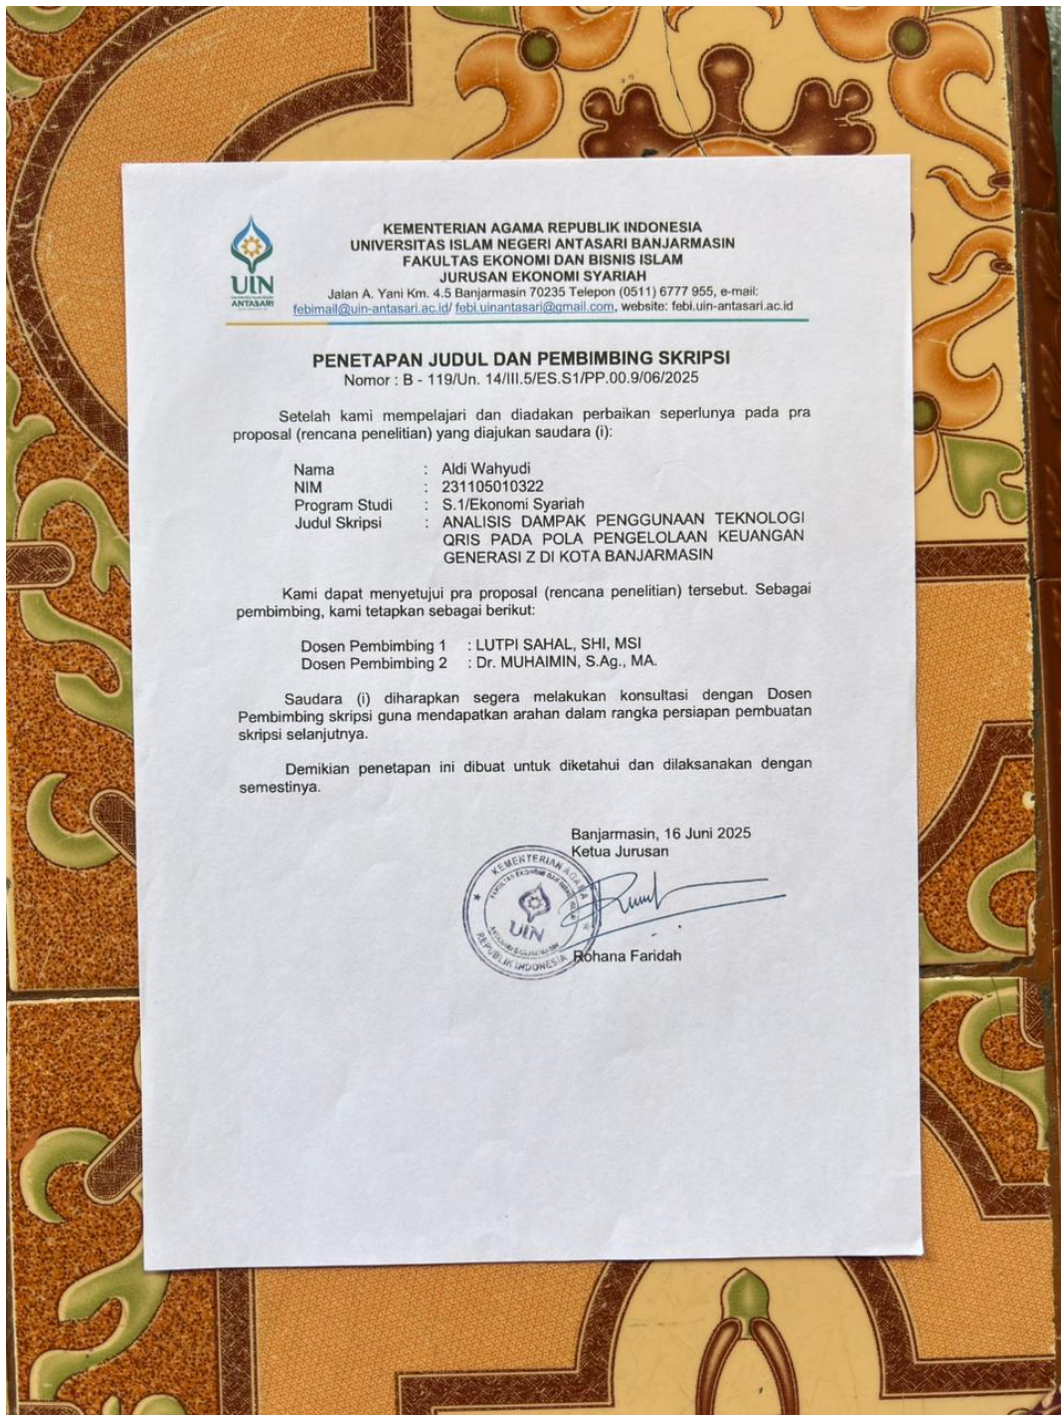 KEMENTERIAN AGAMA REPUBLIK INDONESIA
UNIVERSITAS ISLAM NEGERI ANTASARI BANJARMASIN
FAKULTAS EKONOMI DAN BISNIS ISLAM
JURUSAN EKONOMI SYARIAH
Jalan A. Yani Km. 4.5 Banjarmasin 70235 Telepon (0511) 6777 955, e-mail:
febimail@uin-antasari.ac.id/ febi.uinantasari@gmail.com, website: febi.uin-antasari.ac.id
UIN
ANTASARI
PENETAPAN JUDUL DAN PEMBIMBING SKRIPSI
Nomor : B - 119/Un. 14/III.5/ES.S1/PP.00.9/06/2025
Setelah kami mempelajari dan diadakan perbaikan seperlunya pada pra
proposal (rencana penelitian) yang diajukan saudara (i):
Nama : Aldi Wahyudi
NIM : 231105010322
Program Studi : S.1/Ekonomi Syariah
Judul Skripsi : ANALISIS DAMPAK PENGGUNAAN TEKNOLOGI
QRIS PADA POLA PENGELOLAAN KEUANGAN
GENERASI Z DI KOTA BANJARMASIN
Kami dapat menyetujui pra proposal (rencana penelitian) tersebut. Sebagai
pembimbing, kami tetapkan sebagai berikut:
Dosen Pembimbing 1 : LUTPI SAHAL, SHI, MSI
Dosen Pembimbing 2 : Dr. MUHAIMIN, S.Ag., MA.
Saudara (i) diharapkan segera melakukan konsultasi dengan Dosen
Pembimbing skripsi guna mendapatkan arahan dalam rangka persiapan pembuatan
skripsi selanjutnya.
Demikian penetapan ini dibuat untuk diketahui dan dilaksanakan dengan
semestinya.
Banjarmasin, 16 Juni 2025
Ketua Jurusan
KEMENTERIAN AGAMA
FAKULTAS EKONOMI DAN BISNIS ISLAM
UIN
ANTASARI BANJARMASIN
REPUBLIK INDONESIA
Rohana Faridah